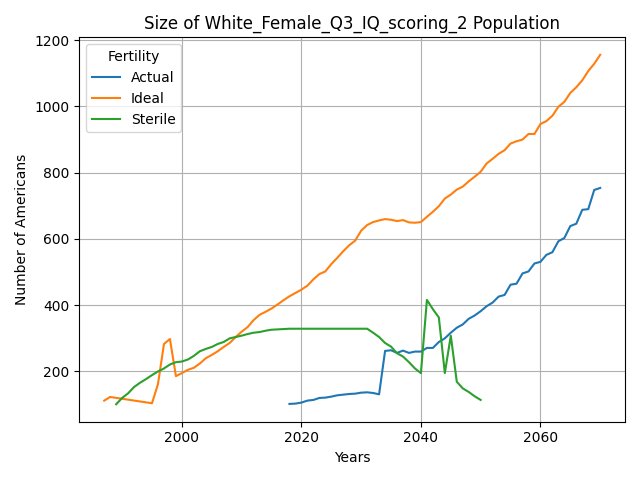 Size of White_Female_Q3_IQ_scoring_2 Population
Fertility
Actual
Ideal
Sterile
Number of Americans
1200
1000
800
600
400
200
2000
2020
2040
2060
Years